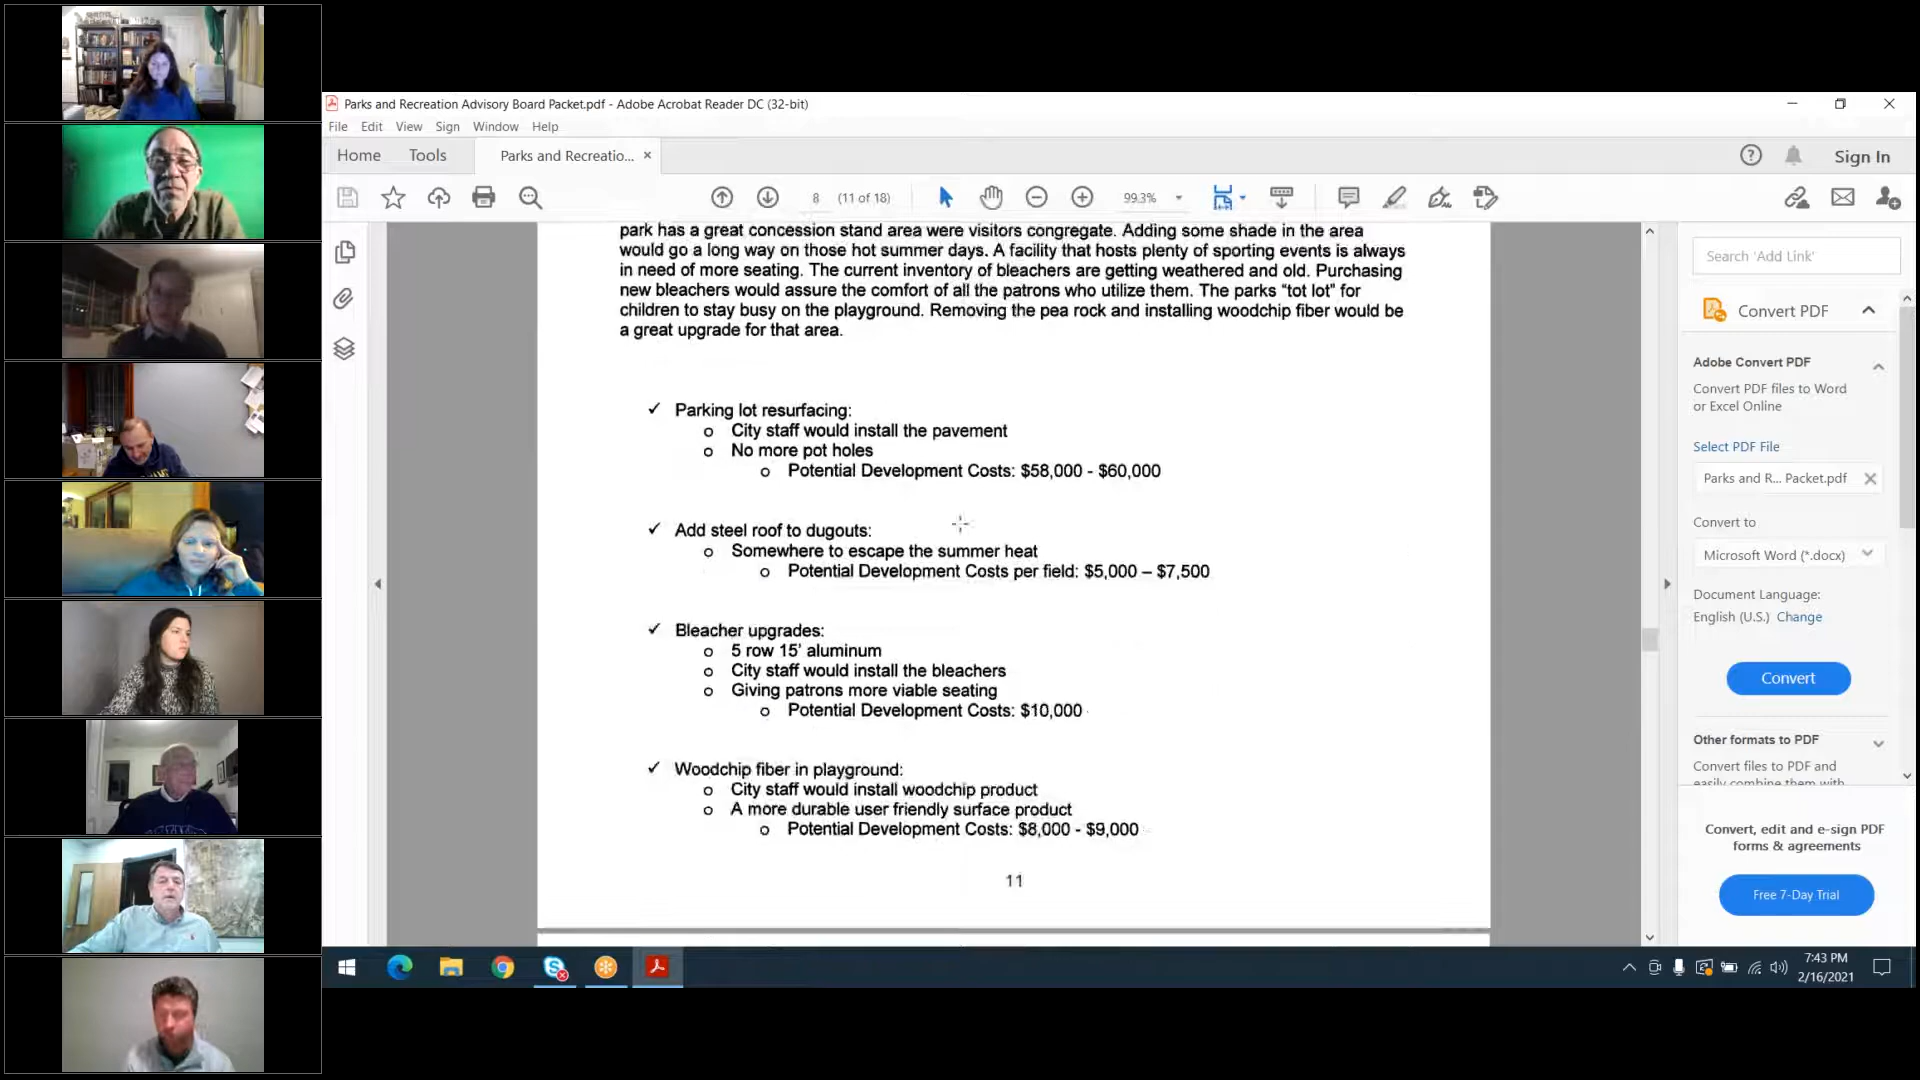 Parks and Recreation Advisory Board Packet.pdf - Adobe Acrobat Reader DC (32-bit)
File Edit View Sign Window Help
Home Tools Parks and Recreatio... ×
Sign In
8 (11 of 18) 99.3%
park has a great concession stand area were visitors congregate. Adding some shade in the area
would go a long way on those hot summer days. A facility that hosts plenty of sporting events is always
in need of more seating. The current inventory of bleachers are getting weathered and old. Purchasing
new bleachers would assure the comfort of all the patrons who utilize them. The parks “tot lot” for
children to stay busy on the playground. Removing the pea rock and installing woodchip fiber would be
a great upgrade for that area.
✓ Parking lot resurfacing:
o City staff would install the pavement
o No more pot holes
o Potential Development Costs: $58,000 - $60,000
✓ Add steel roof to dugouts:
o Somewhere to escape the summer heat
o Potential Development Costs per field: $5,000 – $7,500
✓ Bleacher upgrades:
o 5 row 15' aluminum
o City staff would install the bleachers
o Giving patrons more viable seating
o Potential Development Costs: $10,000
✓ Woodchip fiber in playground:
o City staff would install woodchip product
o A more durable user friendly surface product
o Potential Development Costs: $8,000 - $9,000
11
Search 'Add Link'
Convert PDF
Adobe Convert PDF
Convert PDF files to Word
or Excel Online
Select PDF File
Parks and R... Packet.pdf
Convert to
Microsoft Word (*.docx)
Document Language:
English (U.S.) Change
Convert
Other formats to PDF
Convert files to PDF and
easily combine them with
Convert, edit and e-sign PDF
forms & agreements
Free 7-Day Trial
7:43 PM
2/16/2021